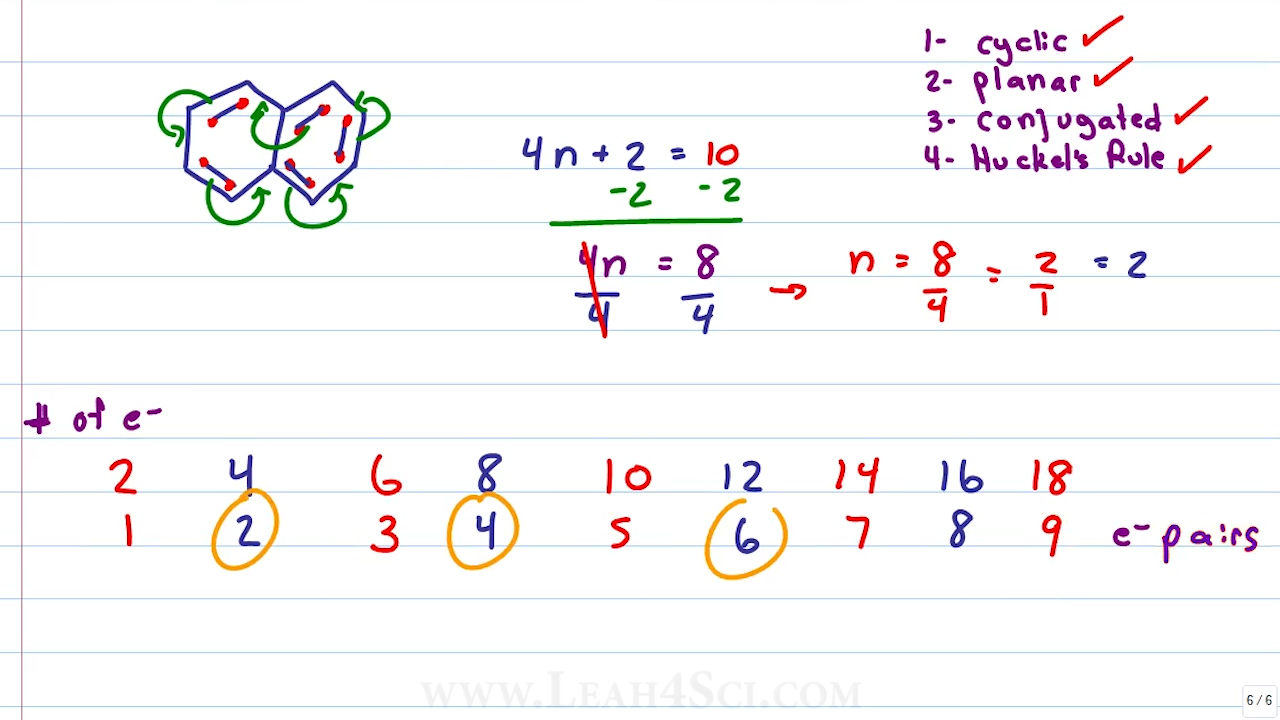 1- cyclic ✓
2- planar ✓
3- conjugated ✓
4- Huckel's Rule ✓
4n + 2 = 10
-2 -2
4n = 8
4 4
→ n = 8/4 = 2/1 = 2
# of e-
2 4 6 8 10 12 14 16 18
1 2 3 4 5 6 7 8 9 e- pairs
www.Leah4Sci.com
6 / 6